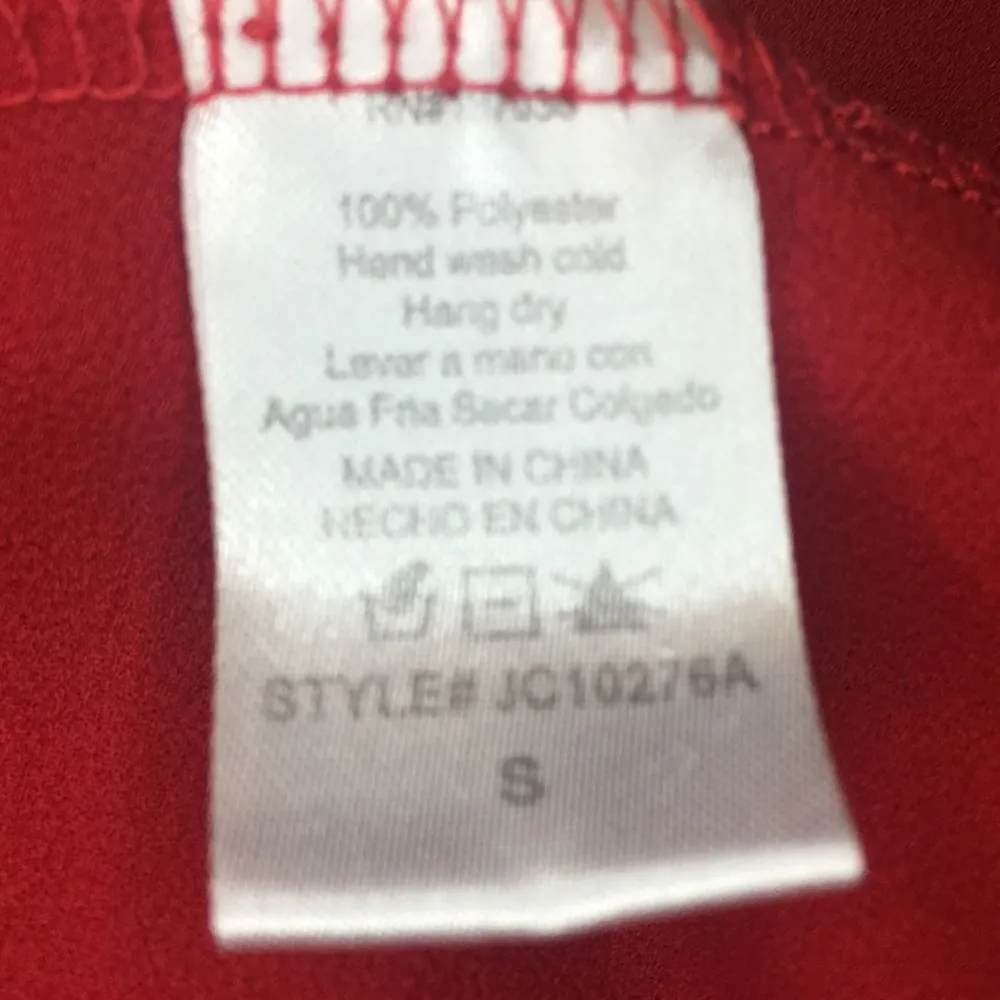 100% Polyester
Hand wash cold
Hang dry
Lavar a mano con
Agua Fria Secar Colgado
MADE IN CHINA
HECHO EN CHINA
STYLE# JC10276A
S